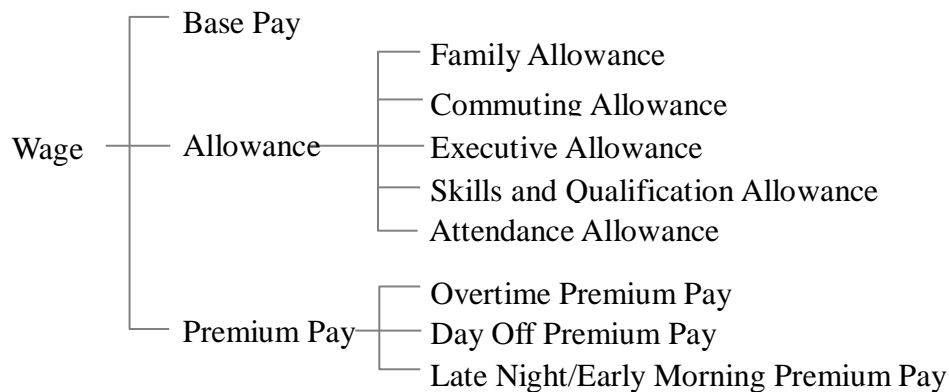 Base Pay
Family Allowance
Commuting Allowance
Wage
Allowance
Executive Allowance
Skills and Qualification Allowance
Attendance Allowance
Overtime Premium Pay
Premium Pay
Day Off Premium Pay
Late Night/Early Morning Premium Pay